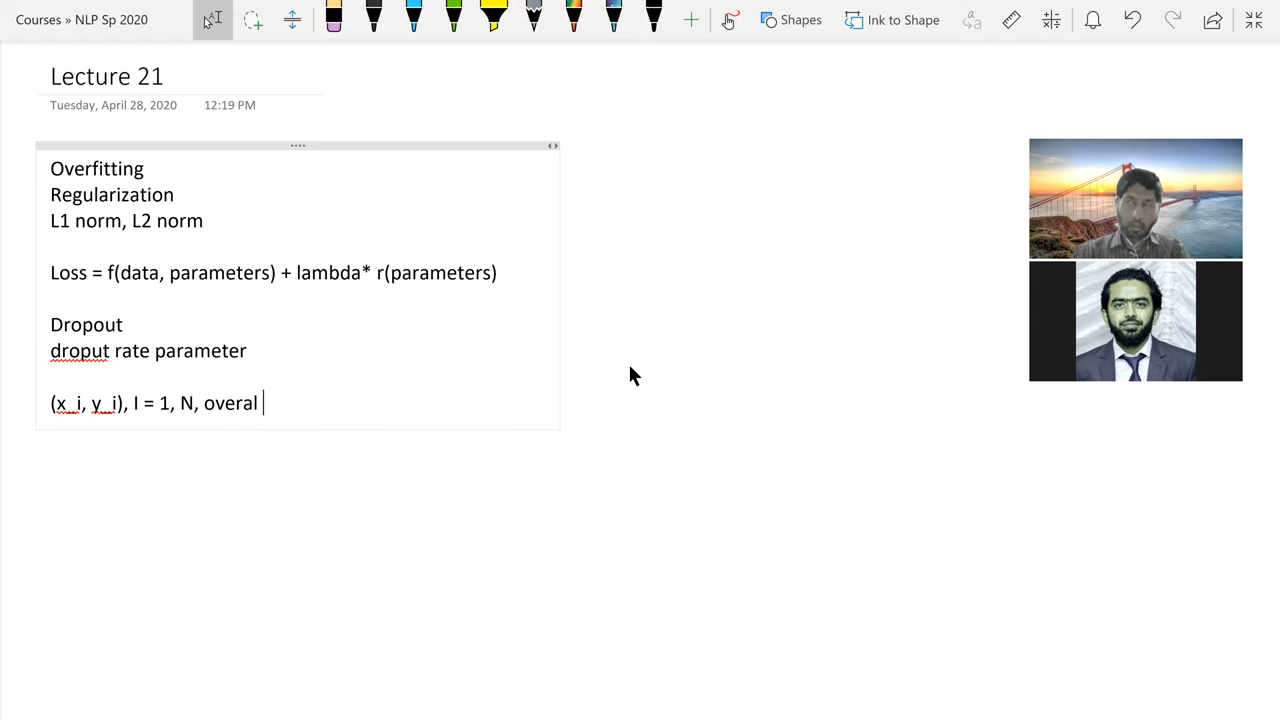 Courses » NLP Sp 2020
Shapes
Ink to Shape
Lecture 21
Tuesday, April 28, 2020 12:19 PM
Overfitting
Regularization
L1 norm, L2 norm
Loss = f(data, parameters) + lambda* r(parameters)
Dropout
droput rate parameter
(x_i, y_i), I = 1, N, overal